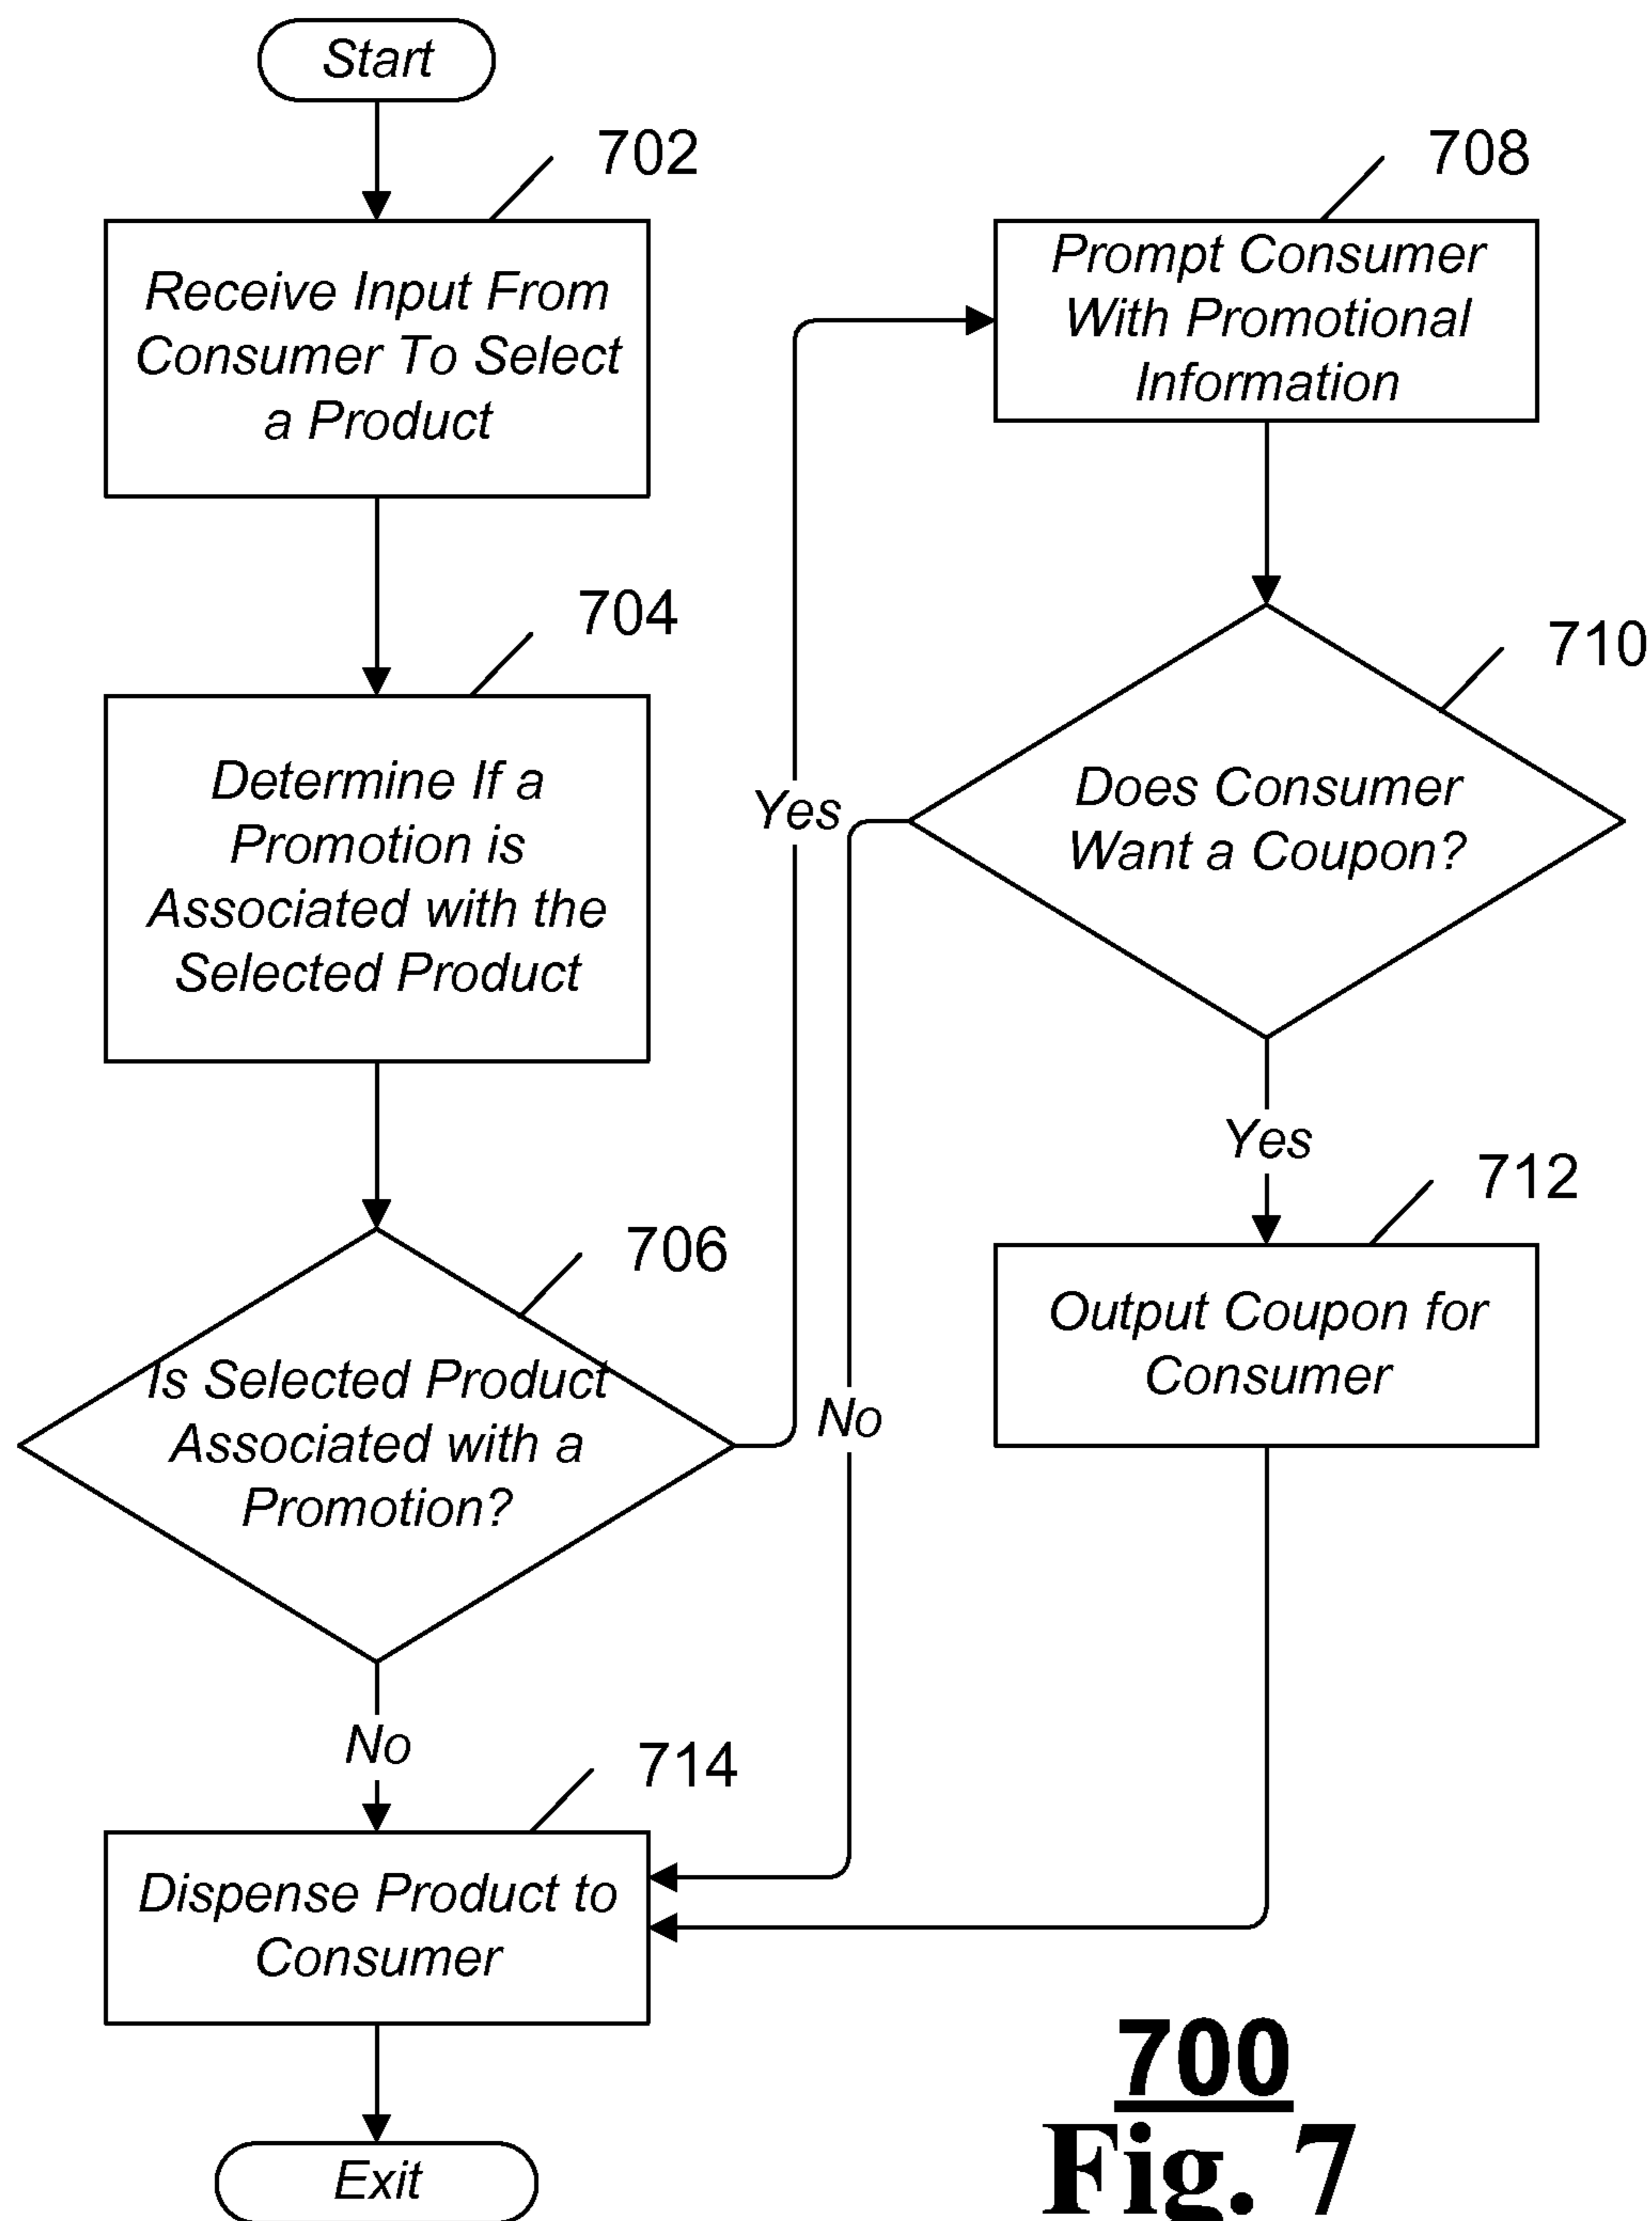 Start
702
Receive Input From
Consumer To Select
a Product
704
Determine If a
Promotion is
Associated with the
Selected Product
706
Is Selected Product
Associated with a
Promotion?
Yes
No
708
Prompt Consumer
With Promotional
Information
710
Does Consumer
Want a Coupon?
Yes
No
712
Output Coupon for
Consumer
714
Dispense Product to
Consumer
Exit
700
Fig. 7